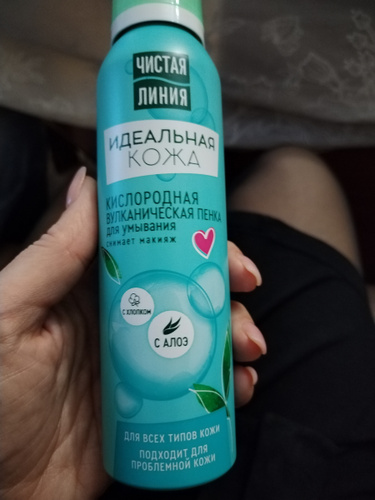 ЧИСТАЯ
ЛИНИЯ
ИДЕАЛЬНАЯ
КОЖА
КИСЛОРОДНАЯ
ВУЛКАНИЧЕСКАЯ ПЕНКА
для умывания
снимает макияж
С ХЛОПКОМ
С АЛОЭ
ДЛЯ ВСЕХ ТИПОВ КОЖИ
ПОДХОДИТ ДЛЯ
ПРОБЛЕМНОЙ КОЖИ